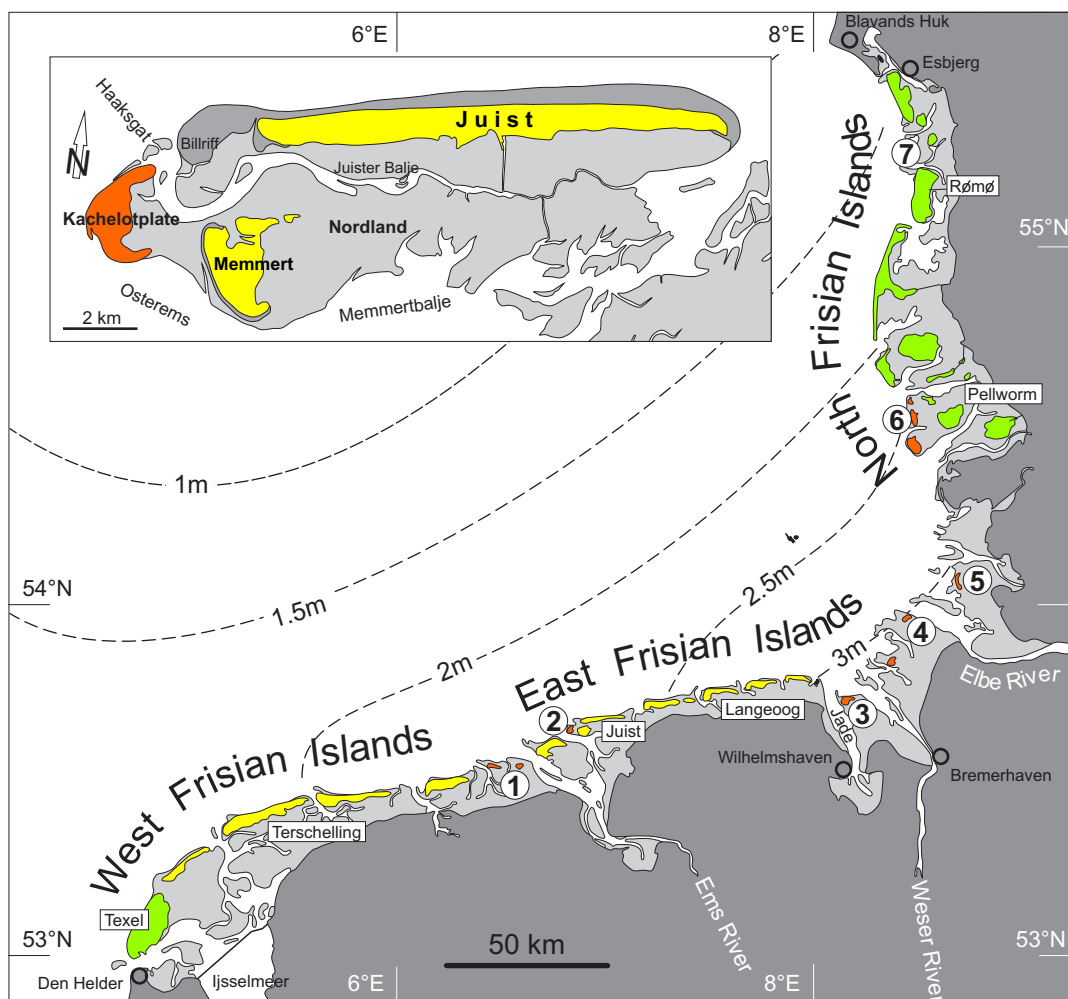 6°E
8°E
Blavands Huk
Esbjerg
Haaksgat
Billriff
Juist
N
Juister Balje
Kachelotplate
Nordland
Memmert
Osterems
Memmertbalje
2 km
7
Rømø
55°N
North Frisian Islands
Pellworm
6
1m
1.5m
2m
2.5m
3m
54°N
5
4
Elbe River
East Frisian Islands
3
Jade
Langeoog
2
Juist
Wilhelmshaven
Bremerhaven
West Frisian Islands
1
Terschelling
Texel
Ems River
Weser River
53°N
53°N
50 km
Den Helder
Ijsselmeer
6°E
8°E